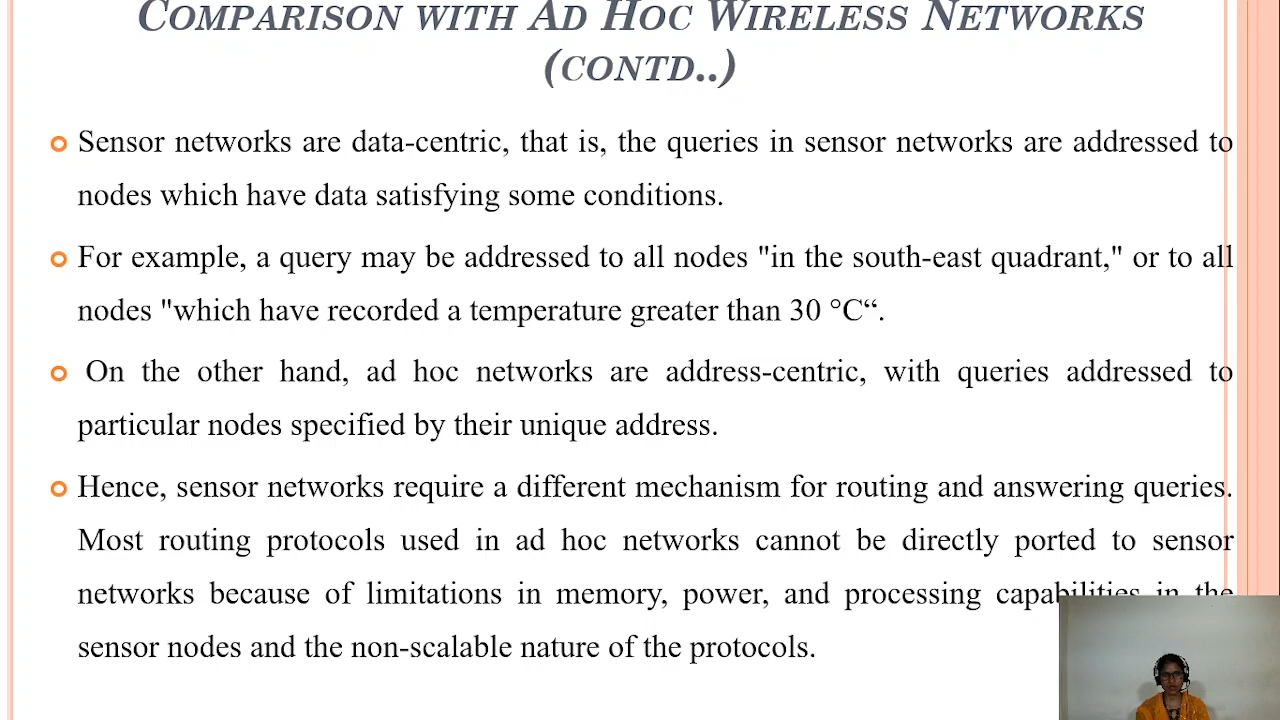 COMPARISON WITH AD HOC WIRELESS NETWORKS
(CONTD..)
Sensor networks are data-centric, that is, the queries in sensor networks are addressed to
nodes which have data satisfying some conditions.
For example, a query may be addressed to all nodes "in the south-east quadrant," or to all
nodes "which have recorded a temperature greater than 30 °C“.
On the other hand, ad hoc networks are address-centric, with queries addressed to
particular nodes specified by their unique address.
Hence, sensor networks require a different mechanism for routing and answering queries.
Most routing protocols used in ad hoc networks cannot be directly ported to sensor
networks because of limitations in memory, power, and processing capabilities in the
sensor nodes and the non-scalable nature of the protocols.